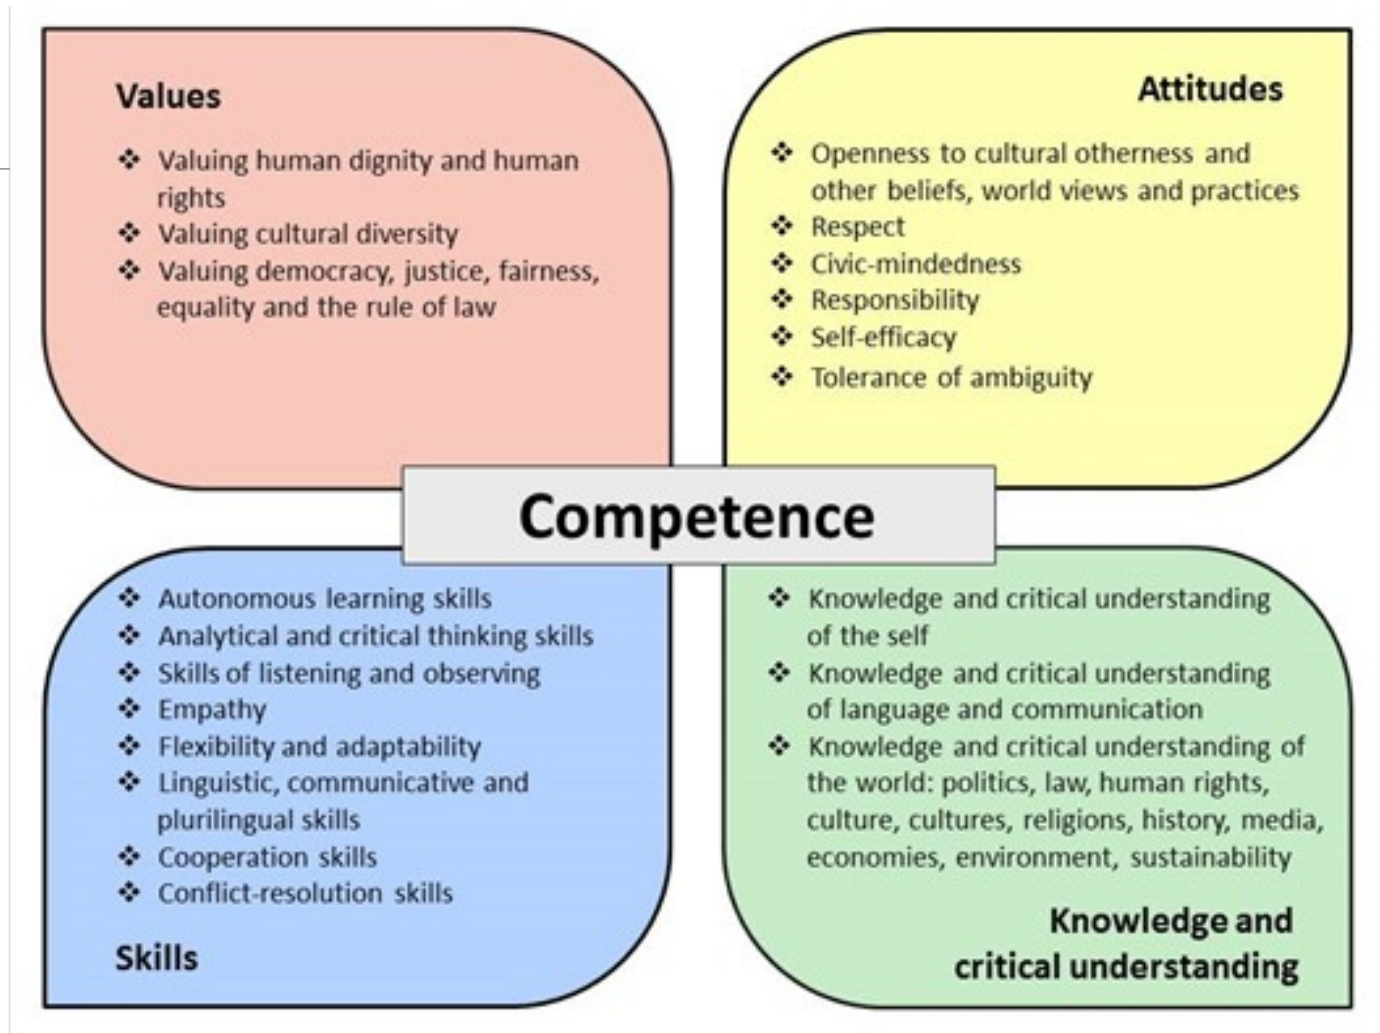 Values
❖ Valuing human dignity and human
rights
❖ Valuing cultural diversity
❖ Valuing democracy, justice, fairness,
equality and the rule of law
Attitudes
❖ Openness to cultural otherness and
other beliefs, world views and practices
❖ Respect
❖ Civic-mindedness
❖ Responsibility
❖ Self-efficacy
❖ Tolerance of ambiguity
Competence
❖ Autonomous learning skills
❖ Analytical and critical thinking skills
❖ Skills of listening and observing
❖ Empathy
❖ Flexibility and adaptability
❖ Linguistic, communicative and
plurilingual skills
❖ Cooperation skills
❖ Conflict-resolution skills
Skills
❖ Knowledge and critical understanding
of the self
❖ Knowledge and critical understanding
of language and communication
❖ Knowledge and critical understanding of
the world: politics, law, human rights,
culture, cultures, religions, history, media,
economies, environment, sustainability
Knowledge and
critical understanding